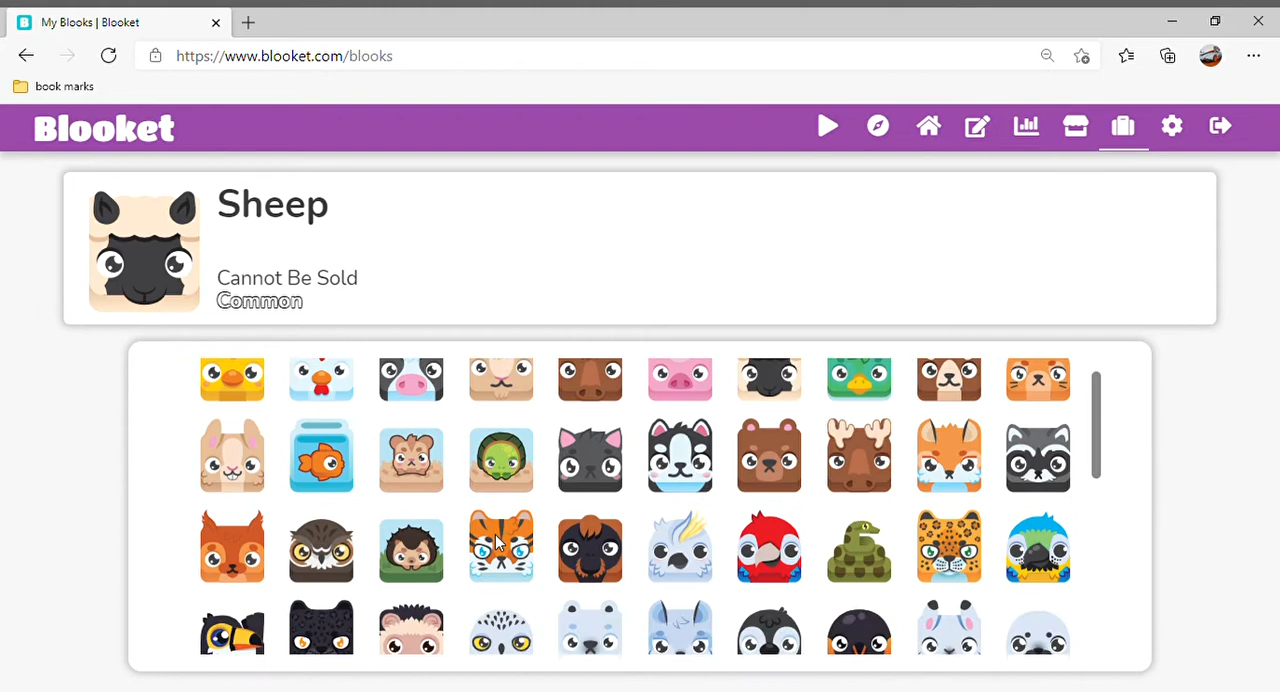 My Blooks | Blooket
https://www.blooket.com/blooks
book marks
Blooket
Sheep
Cannot Be Sold
Common